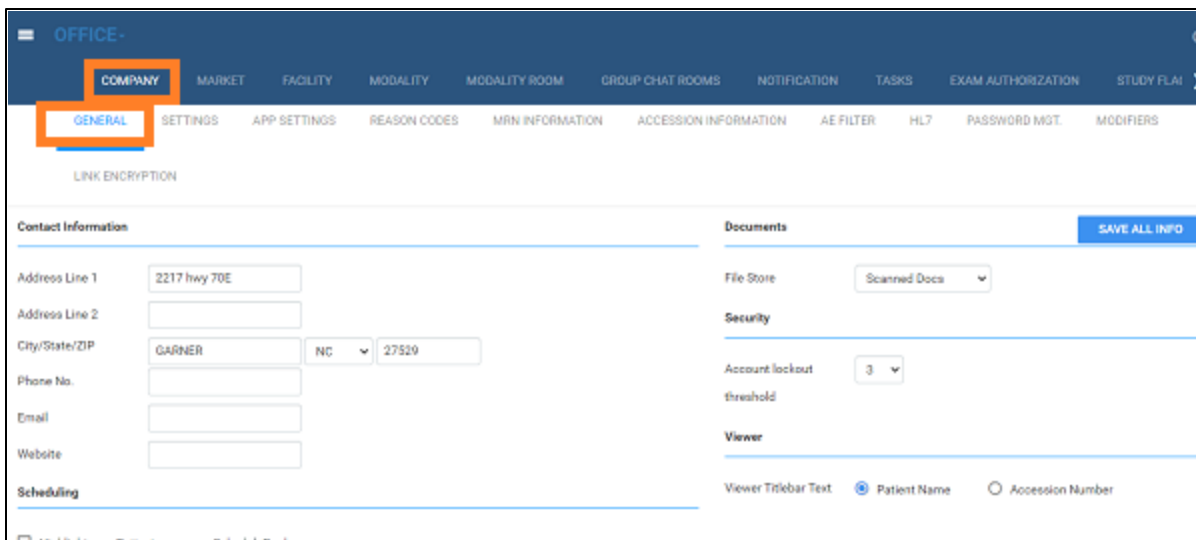 OFFICE-
COMPANY MARKET FACILITY MODALITY MODALITY ROOM GROUP CHAT ROOMS NOTIFICATION TASKS EXAM AUTHORIZATION STUDY FLA
GENERAL SETTINGS APP SETTINGS REASON CODES MRN INFORMATION ACCESSION INFORMATION AE FILTER HL7 PASSWORD MGT. MODIFIERS
LINK ENCRYPTION
Contact Information
Address Line 1 2217 hwy 70E
Address Line 2
City/State/ZIP GARNER NC 27529
Phone No.
Email
Website
Scheduling
Documents SAVE ALL INFO
File Store Scanned Docs
Security
Account lockout 3
threshold
Viewer
Viewer Titlebar Text Patient Name Accession Number